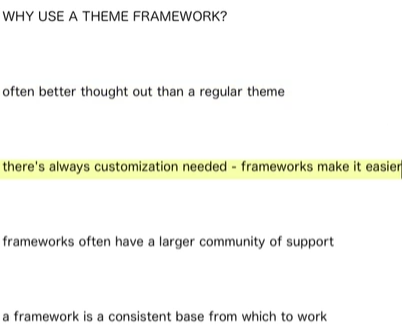 WHY USE A THEME FRAMEWORK?
often better thought out than a regular theme
there's always customization needed - frameworks make it easier
frameworks often have a larger community of support
a framework is a consistent base from which to work